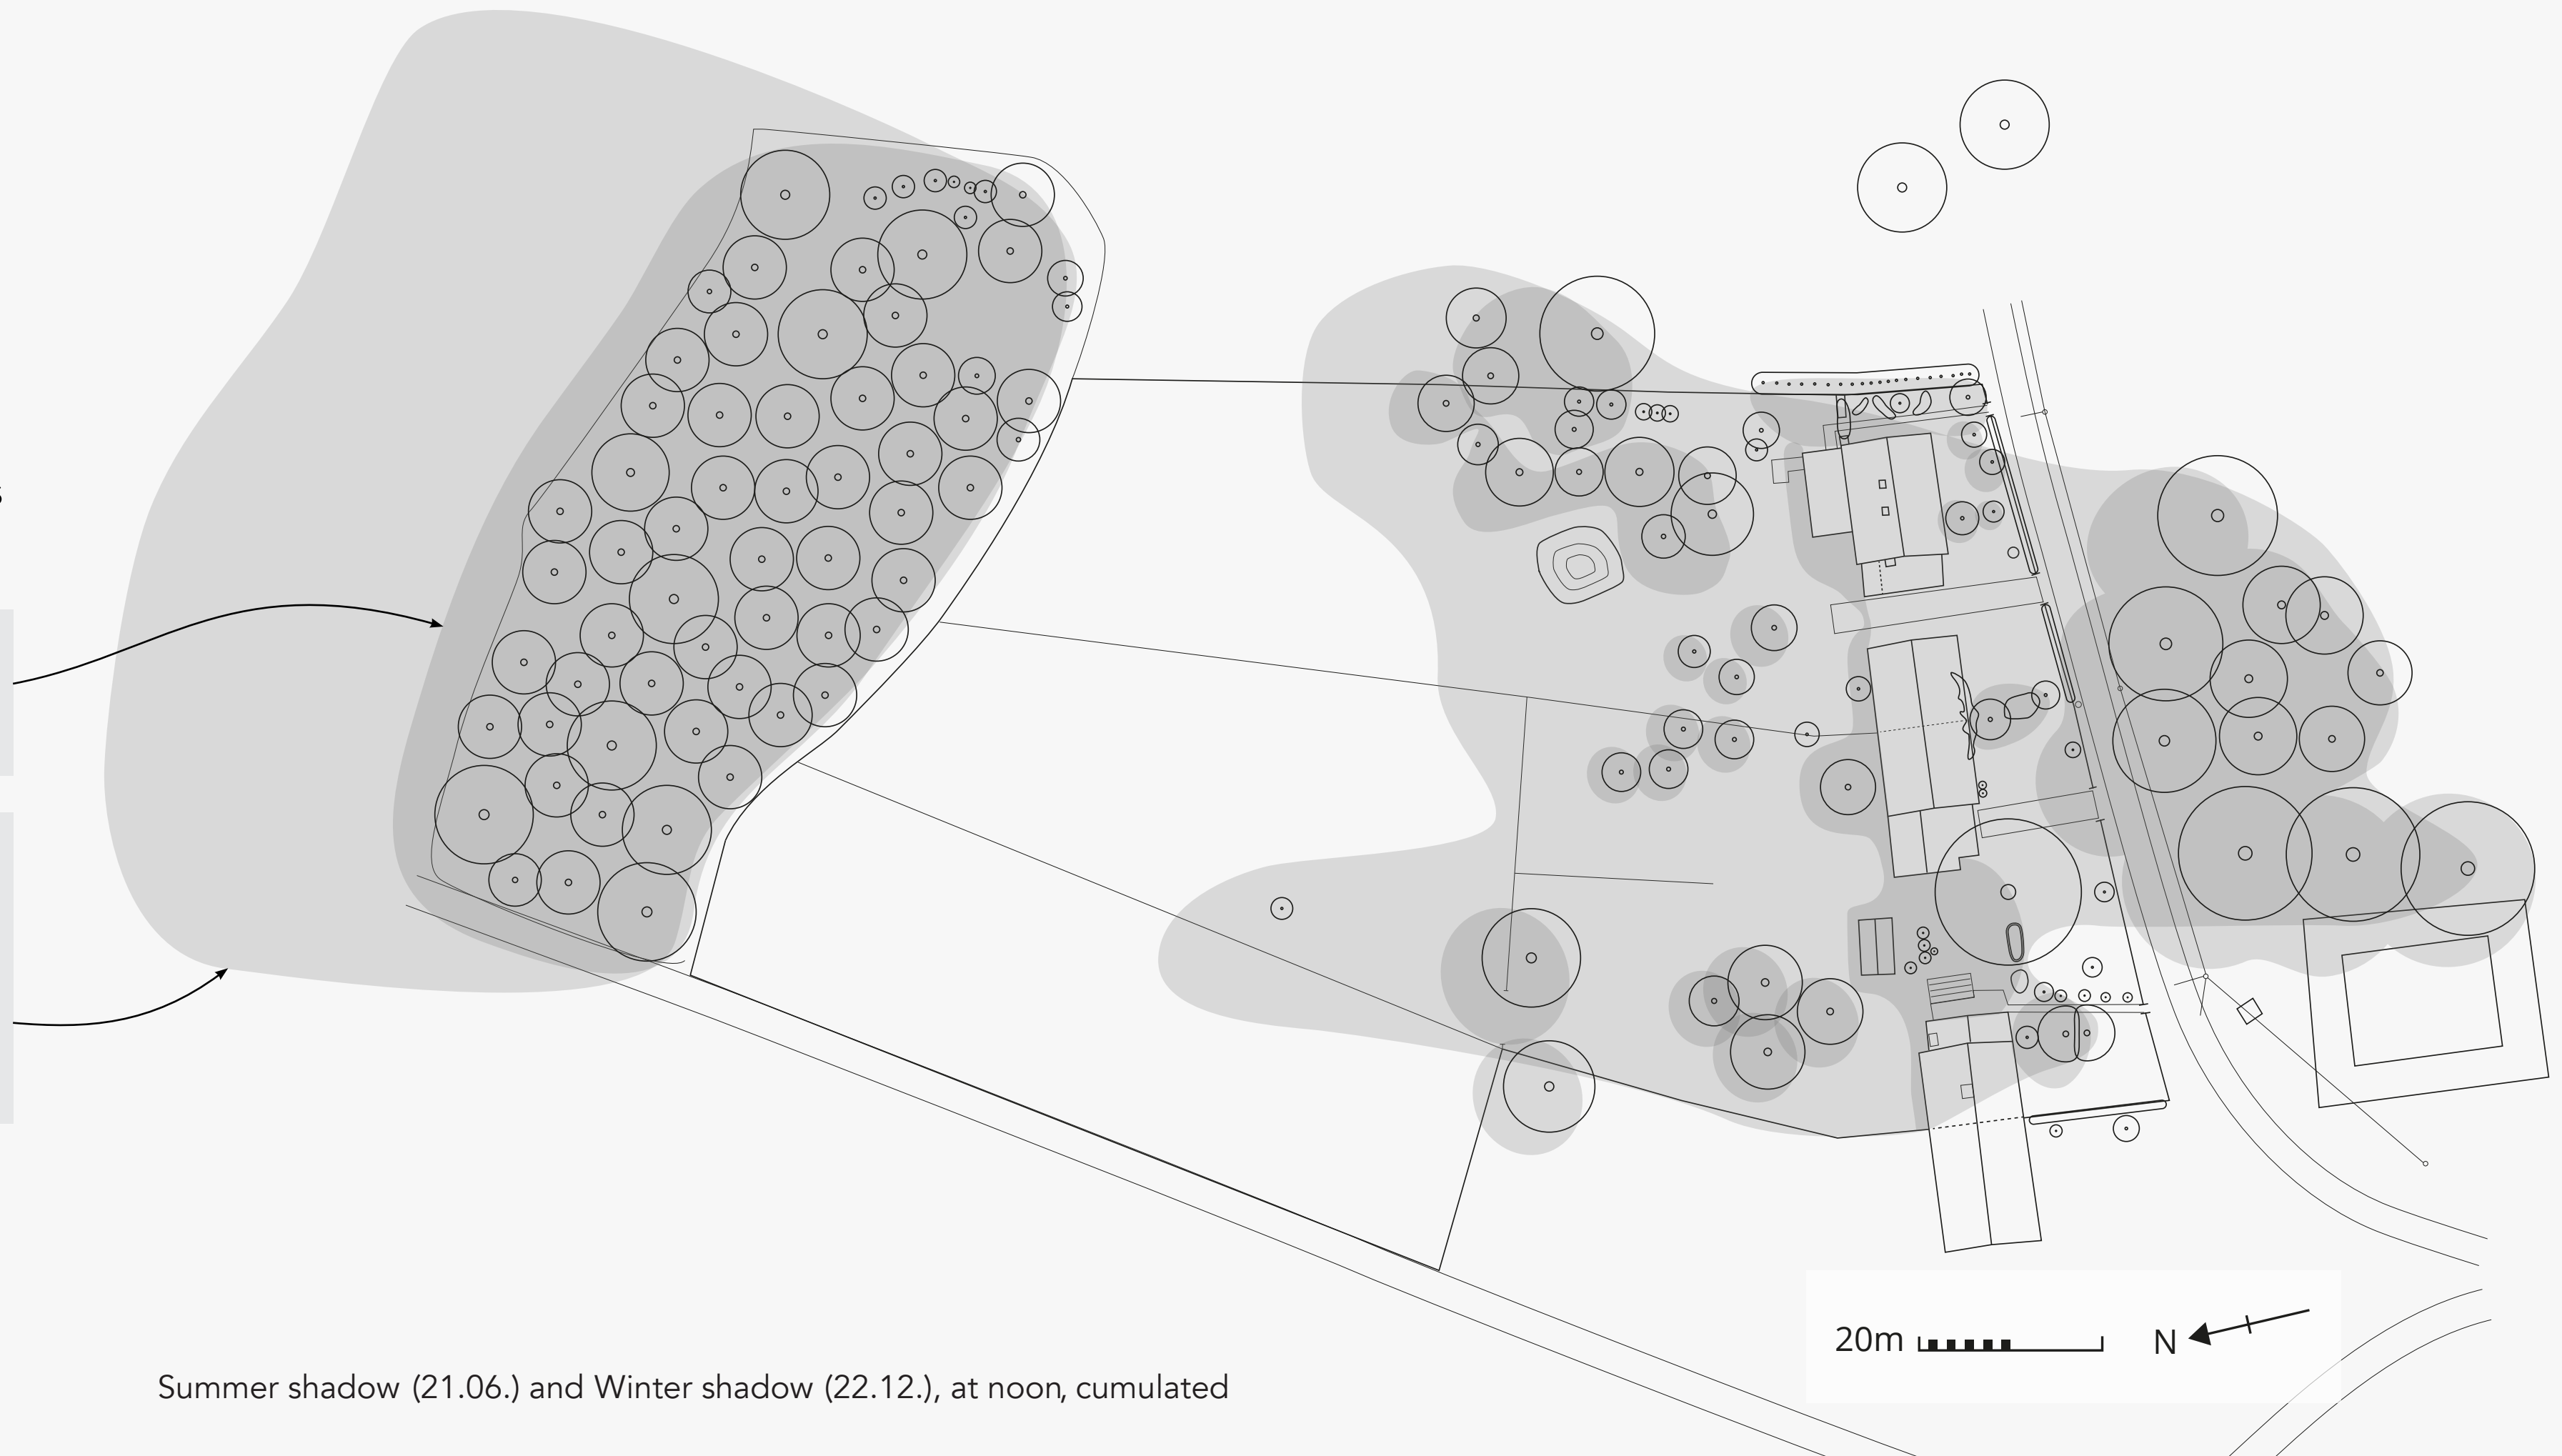 20m
N
Summer shadow (21.06.) and Winter shadow (22.12.), at noon, cumulated